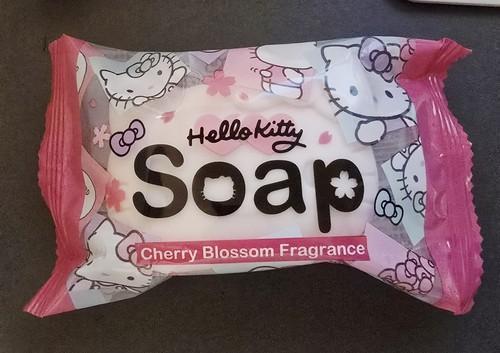 Hello Kitty
Soap
Cherry Blossom Fragrance